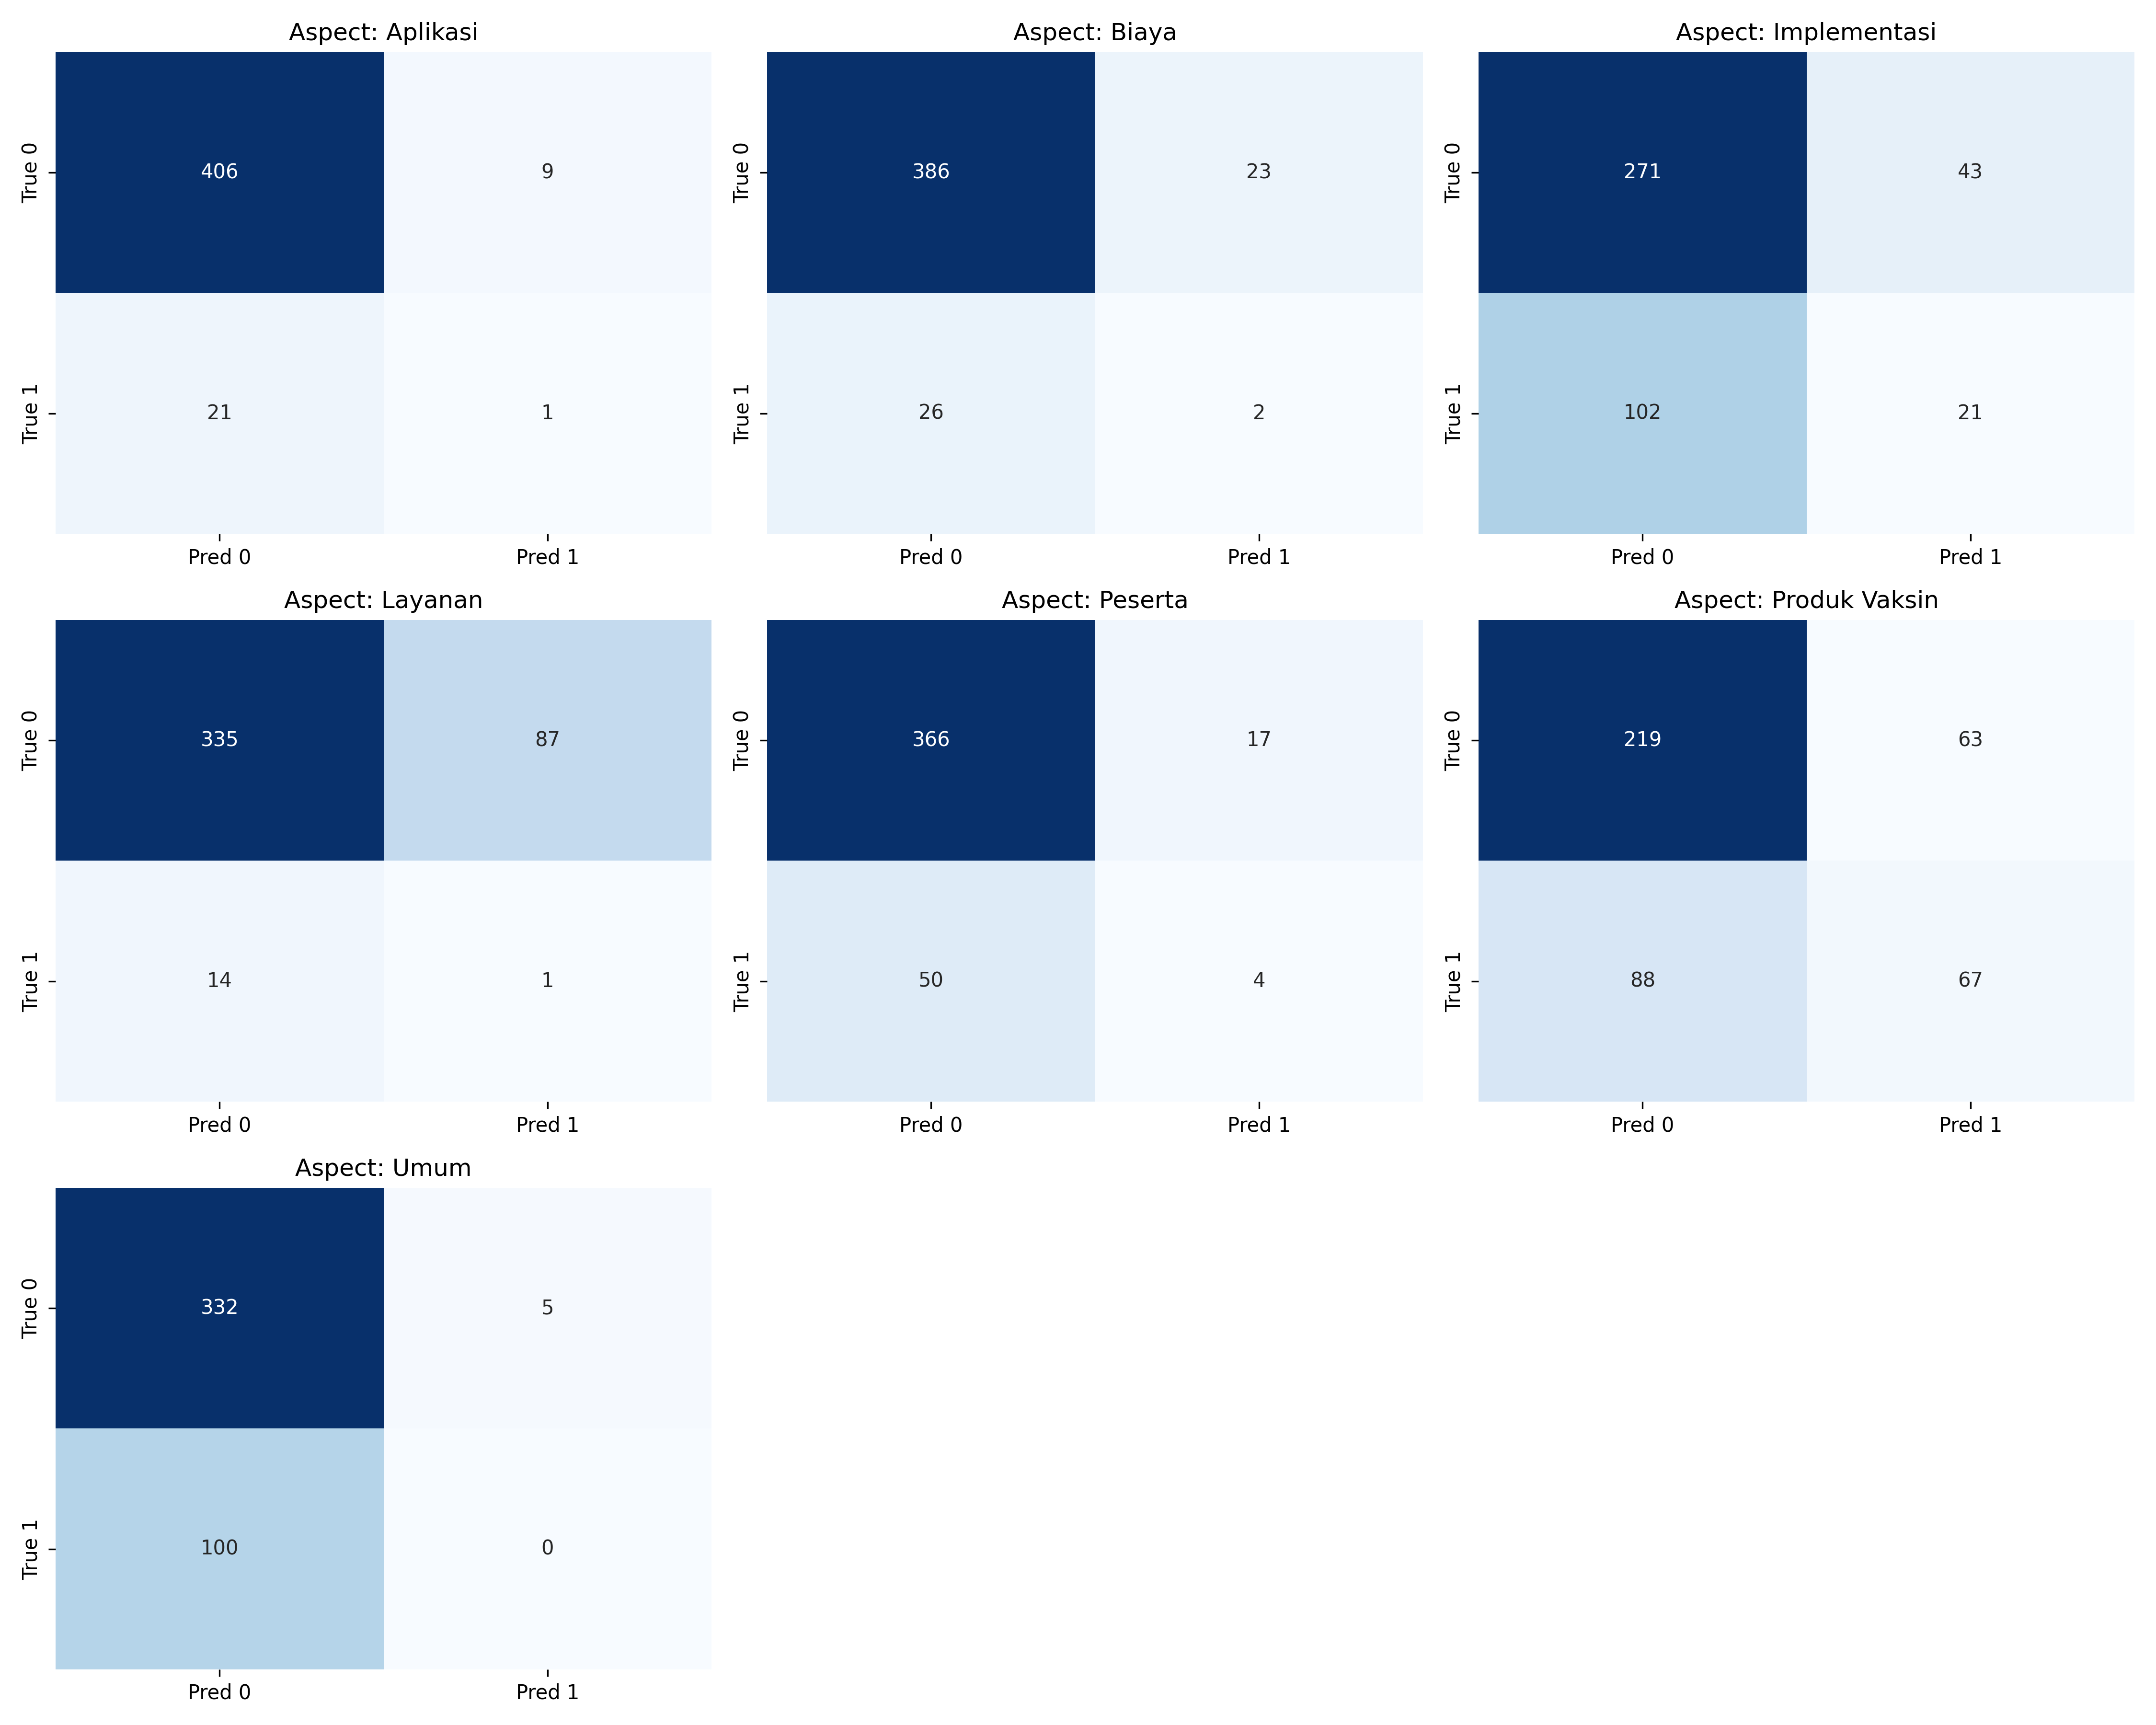 Aspect: Aplikasi
True 0
406
9
True 1
21
1
Pred 0
Pred 1
Aspect: Biaya
True 0
386
23
True 1
26
2
Pred 0
Pred 1
Aspect: Implementasi
True 0
271
43
True 1
102
21
Pred 0
Pred 1
Aspect: Layanan
True 0
335
87
True 1
14
1
Pred 0
Pred 1
Aspect: Peserta
True 0
366
17
True 1
50
4
Pred 0
Pred 1
Aspect: Produk Vaksin
True 0
219
63
True 1
88
67
Pred 0
Pred 1
Aspect: Umum
True 0
332
5
True 1
100
0
Pred 0
Pred 1